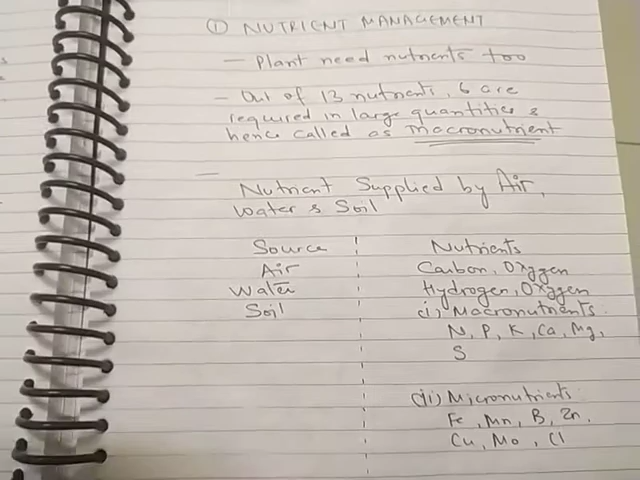 ① NUTRIENT MANAGEMENT
- Plant need nutrients too
- Out of 13 nutrients, 6 are
required in large quantities &
hence called as macronutrient
-
Nutrient Supplied by Air,
Water & Soil
Source Nutrients
Air Carbon, Oxygen
Water Hydrogen, Oxygen
Soil (i) Macronutrients:
N, P, K, Ca, Mg,
S
(ii) Micronutrients:
Fe, Mn, B, Zn,
Cu, Mo, Cl